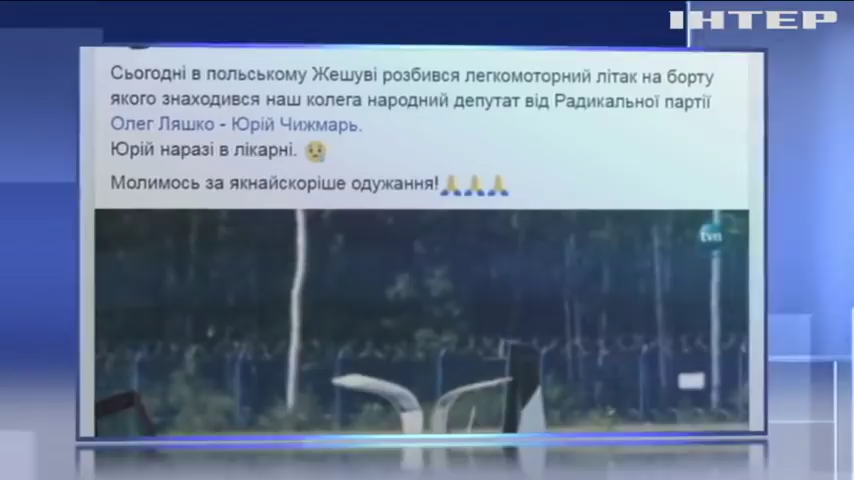 ІНТЕР
Сьогодні в польському Жешуві розбився легкомоторний літак на борту
якого знаходився наш колега народний депутат від Радикальної партії
Олег Ляшко - Юрій Чижмарь.
Юрій наразі в лікарні. 😢
Молимось за якнайскоріше одужання!🙏🙏🙏
tvn